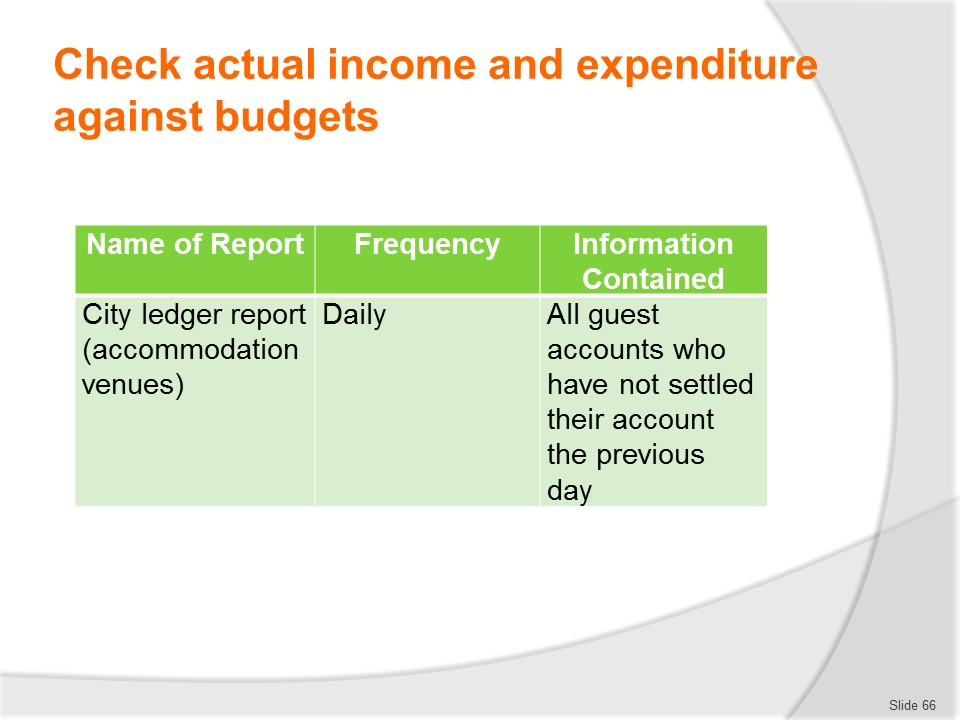 Check actual income and expenditure
against budgets
Name of Report
Frequency
Information
Contained
City ledger report
(accommodation
venues)
Daily
All guest
accounts who
have not settled
their account
the previous
day
Slide 66